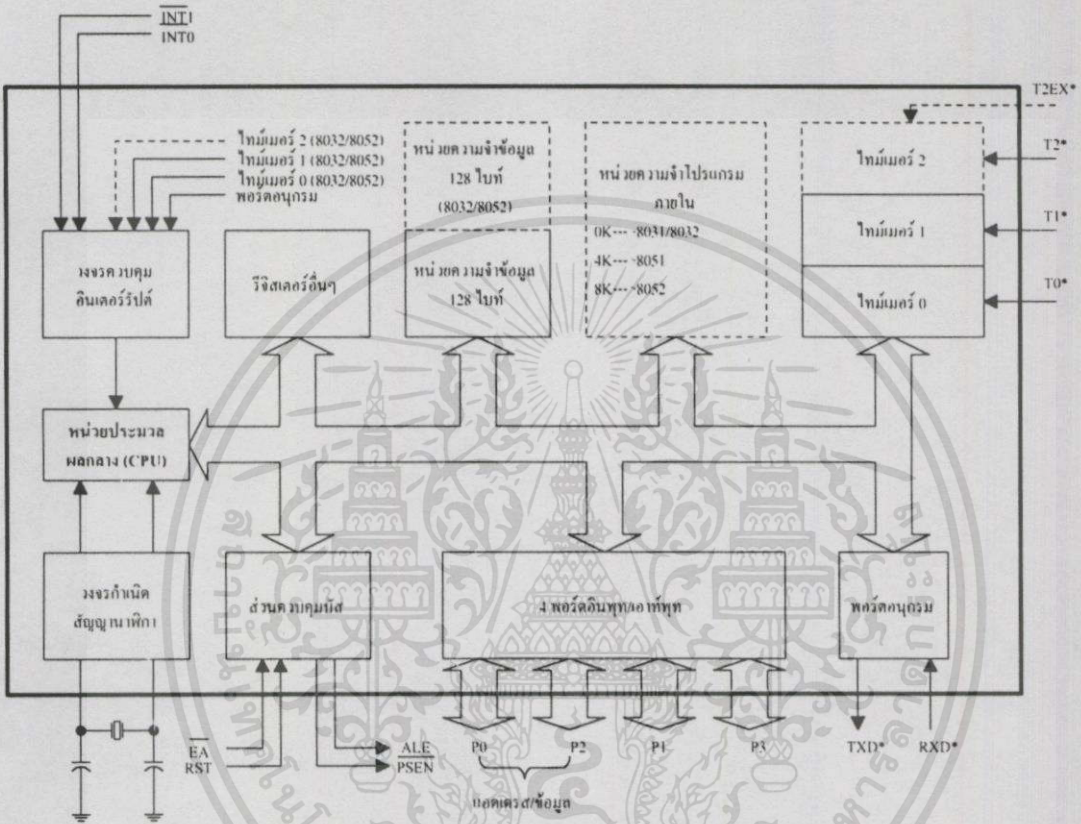 INT1
INT0
T2EX*
ไทม์เมอร์ 2 (8032/8052)
ไทม์เมอร์ 1 (8032/8052)
ไทม์เมอร์ 0 (8032/8052)
พอร์ตอนุกรม
หน่วยความจำข้อมูล
128 ไบท์
(8032/8052)
หน่วยความจำโปรแกรม
ภายใน
0K--- -8031/8032
4K--- -8051
8K--- -8052
ไทม์เมอร์ 2
T2*
ไทม์เมอร์ 1
T1*
ไทม์เมอร์ 0
T0*
วงจรควบคุม
อินเตอร์รัปต์
รีจิสเตอร์อื่นๆ
หน่วยความจำข้อมูล
128 ไบท์
หน่วยประมวล
ผลกลาง (CPU)
วงจรกำเนิด
สัญญานาฬิกา
ส่วนควบคุมบัส
4 พอร์ตอินพุท/เอาท์พุท
พอร์ตอนุกรม
EA
RST
ALE
PSEN
P0
P2
P1
P3
TXD*
RXD*
แอดเดรส/ข้อมูล